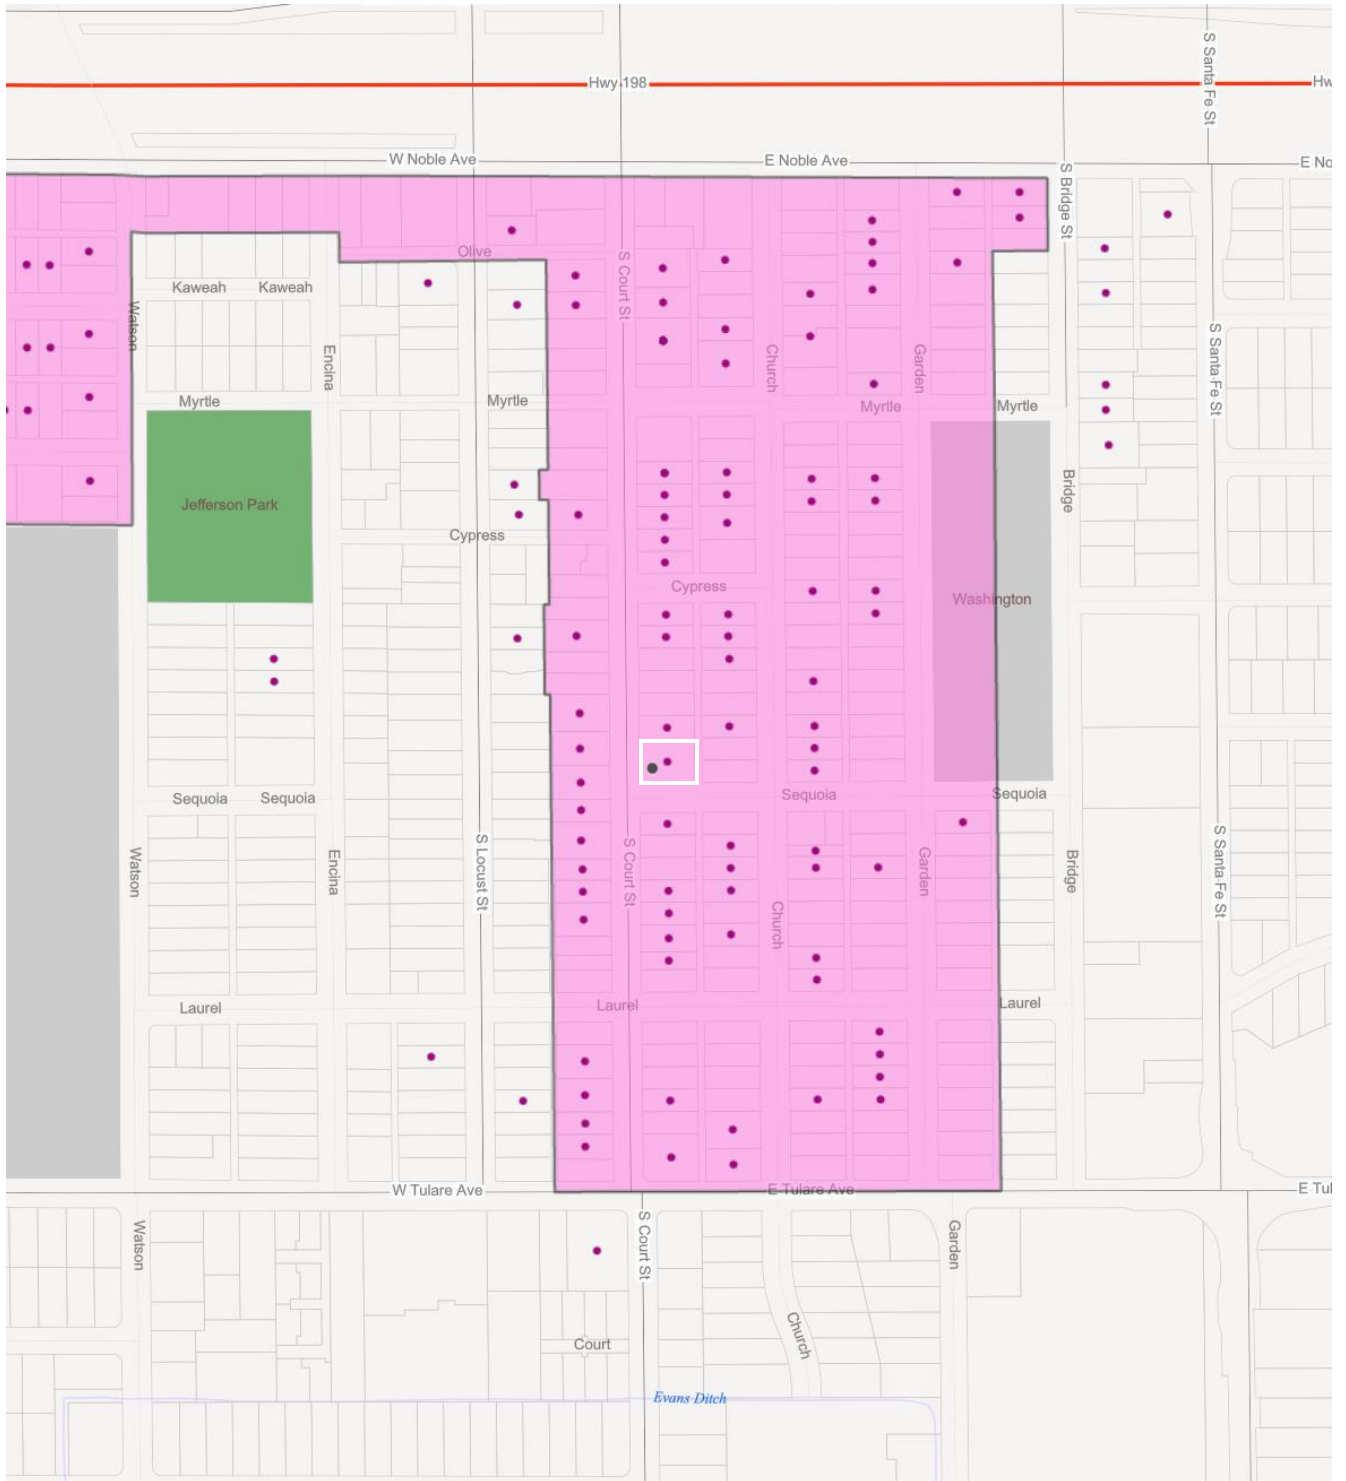 S Santa Fe St
Hwy 198
Hw
W Noble Ave
E Noble Ave
E No
S Bridge St
Olive
S Court St
Kaweah
Kaweah
Watson
Encina
Church
Garden
S Santa Fe St
Myrtle
Myrtle
Myrtle
Myrtle
Jefferson Park
Bridge
Cypress
Cypress
Washington
Sequoia
Sequoia
Sequoia
Sequoia
Watson
Encina
S Locust St
S Court St
Church
Garden
Bridge
S Santa Fe St
Laurel
Laurel
Laurel
W Tulare Ave
E Tulare Ave
E Tul
Watson
S Court St
Garden
Church
Court
Evans Ditch